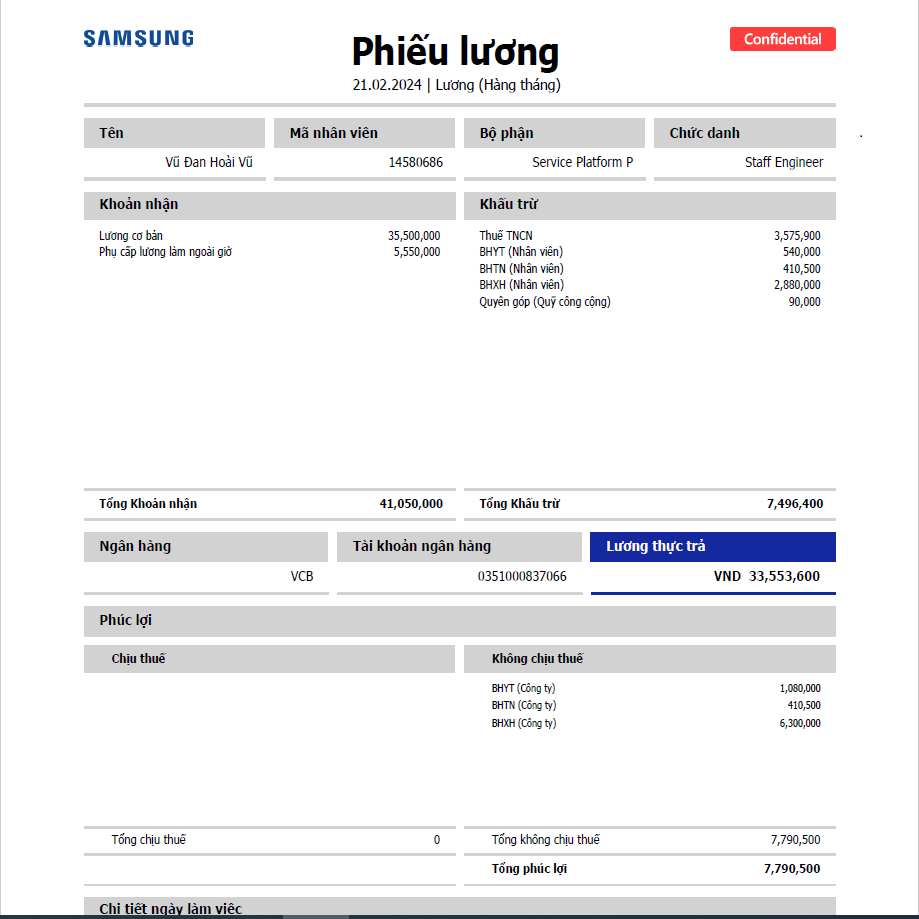 SAMSUNG
Phiếu lương
Confidential
21.02.2024 | Lương (Hàng tháng)
Tên Mã nhân viên Bộ phận Chức danh
Vũ Đan Hoài Vũ 14580686 Service Platform P Staff Engineer
Khoản nhận Khấu trừ
Lương cơ bản 35,500,000 Thuế TNCN 3,575,900
Phụ cấp lương làm ngoài giờ 5,550,000 BHYT (Nhân viên) 540,000
BHTN (Nhân viên) 410,500
BHXH (Nhân viên) 2,880,000
Quyên góp (Quỹ công cộng) 90,000
Tổng Khoản nhận 41,050,000 Tổng Khấu trừ 7,496,400
Ngân hàng Tài khoản ngân hàng Lương thực trả
VCB 0351000837066 VND 33,553,600
Phúc lợi
Chịu thuế Không chịu thuế
BHYT (Công ty) 1,080,000
BHTN (Công ty) 410,500
BHXH (Công ty) 6,300,000
Tổng chịu thuế 0 Tổng không chịu thuế 7,790,500
Tổng phúc lợi 7,790,500
Chi tiết ngày làm việc